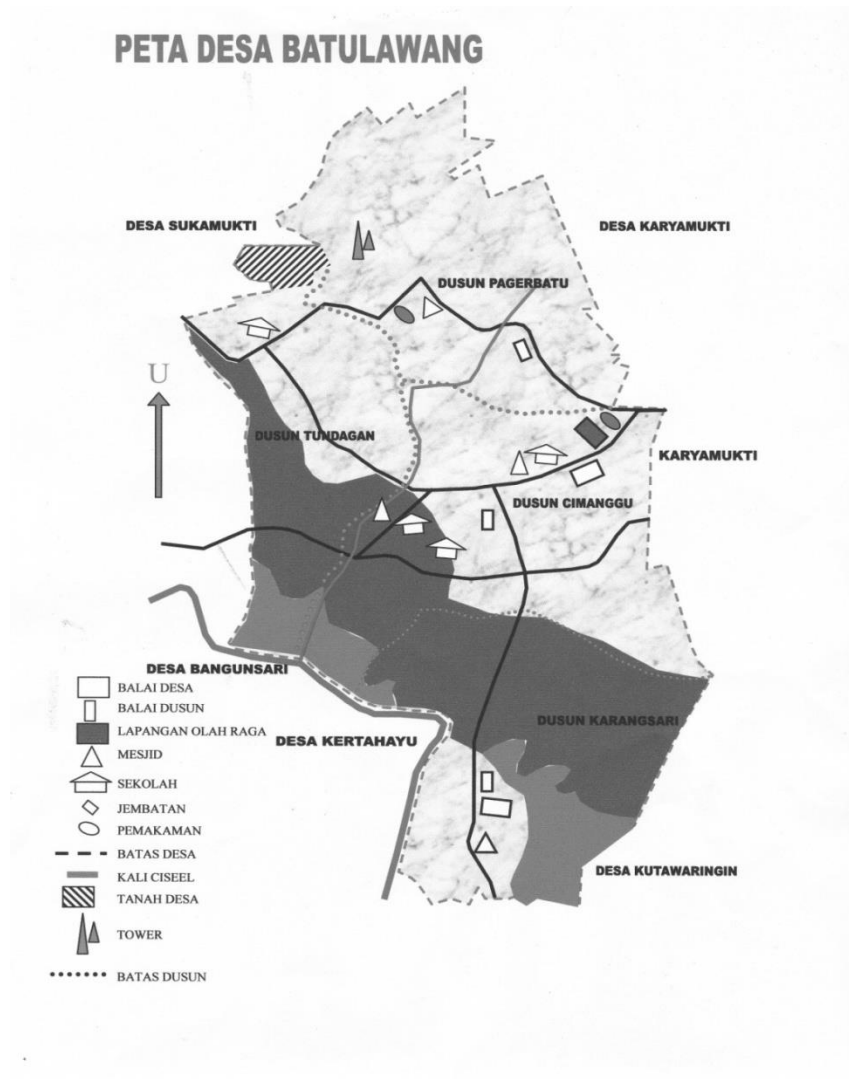 PETA DESA BATULAWANG
DESA SUKAMUKTI
DESA KARYAMUKTI
DUSUN PAGERBATU
U
DUSUN TUNDAGAN
KARYAMUKTI
DUSUN CIMANGGU
DESA BANGUNSARI
DUSUN KARANGSARI
DESA KERTAHAYU
DESA KUTAWARINGIN
BALAI DESA
BALAI DUSUN
LAPANGAN OLAH RAGA
MESJID
SEKOLAH
JEMBATAN
PEMAKAMAN
BATAS DESA
KALI CISEEL
TANAH DESA
TOWER
BATAS DUSUN